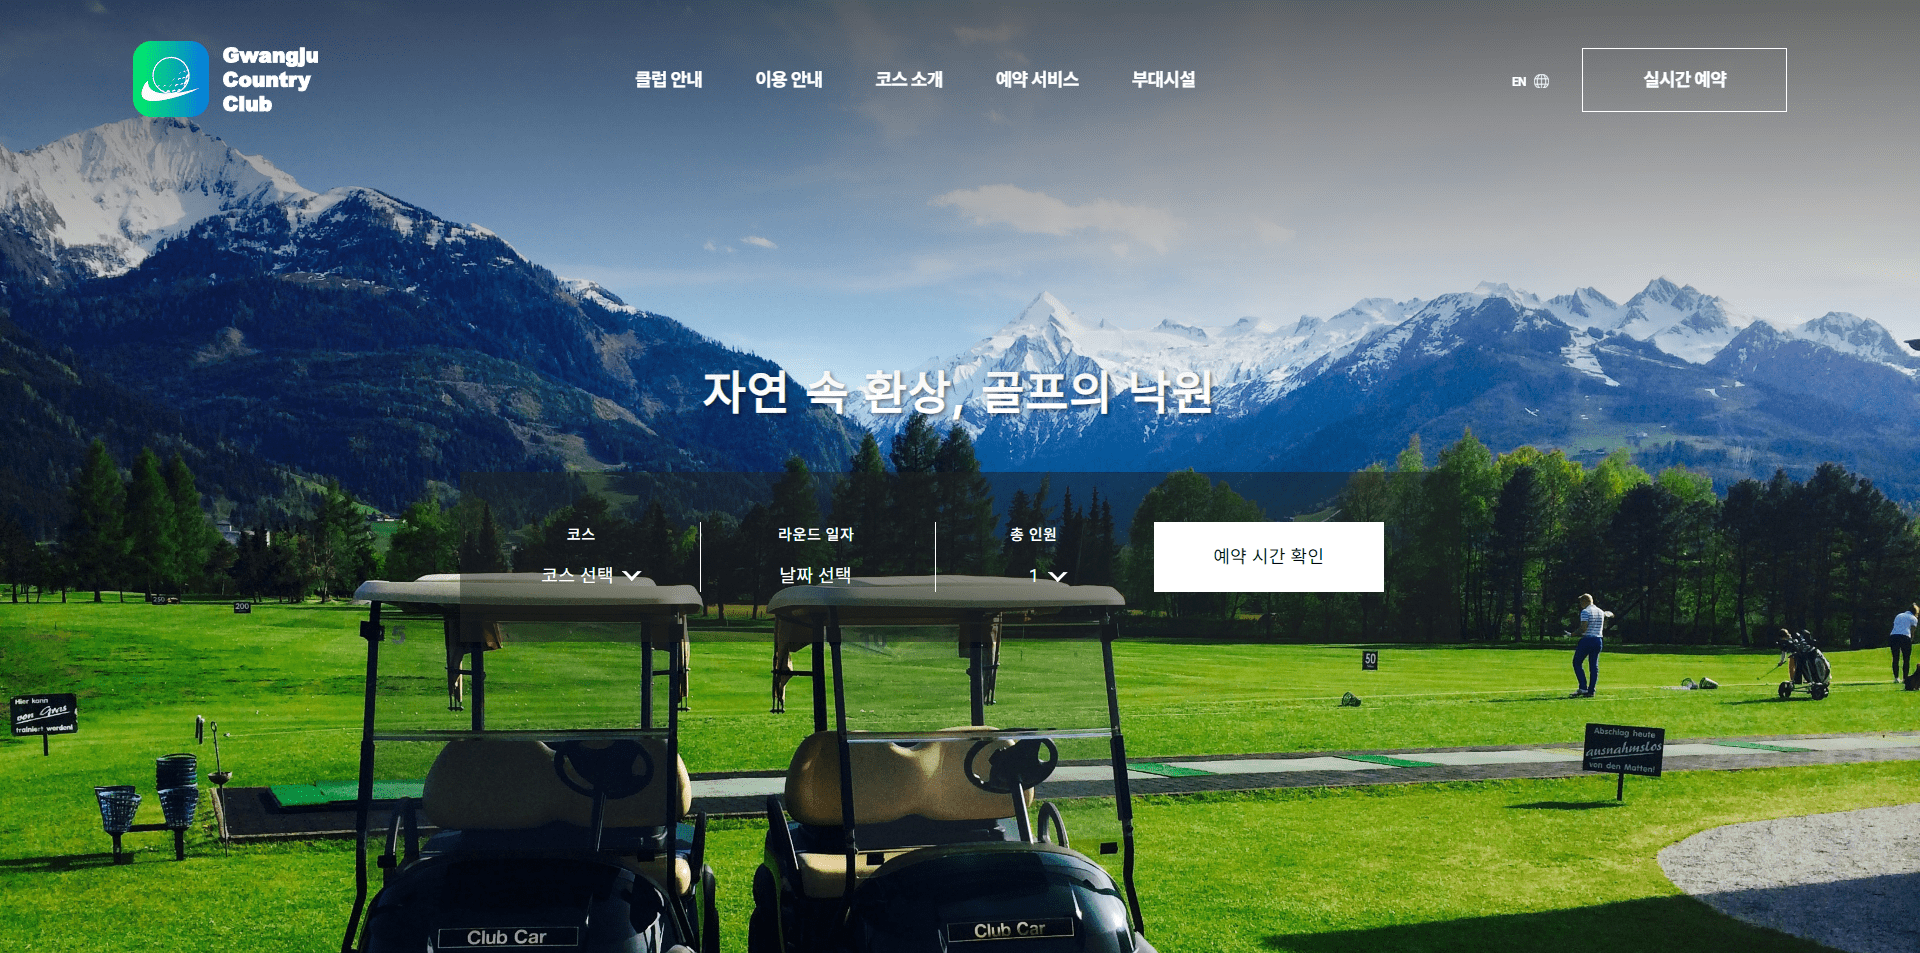 Gwangju
Country
Club
클럽 안내
이용 안내
코스 소개
예약 서비스
부대시설
EN
실시간 예약
자연 속 환상, 골프의 낙원
코스
라운드 일자
총 인원
코스 선택
날짜 선택
1
예약 시간 확인
250
200
50
Hier kann
von Gras
trainiert werden!
Abschlag heute
ausnahmslos
von den Matten!
Club Car
Club Car